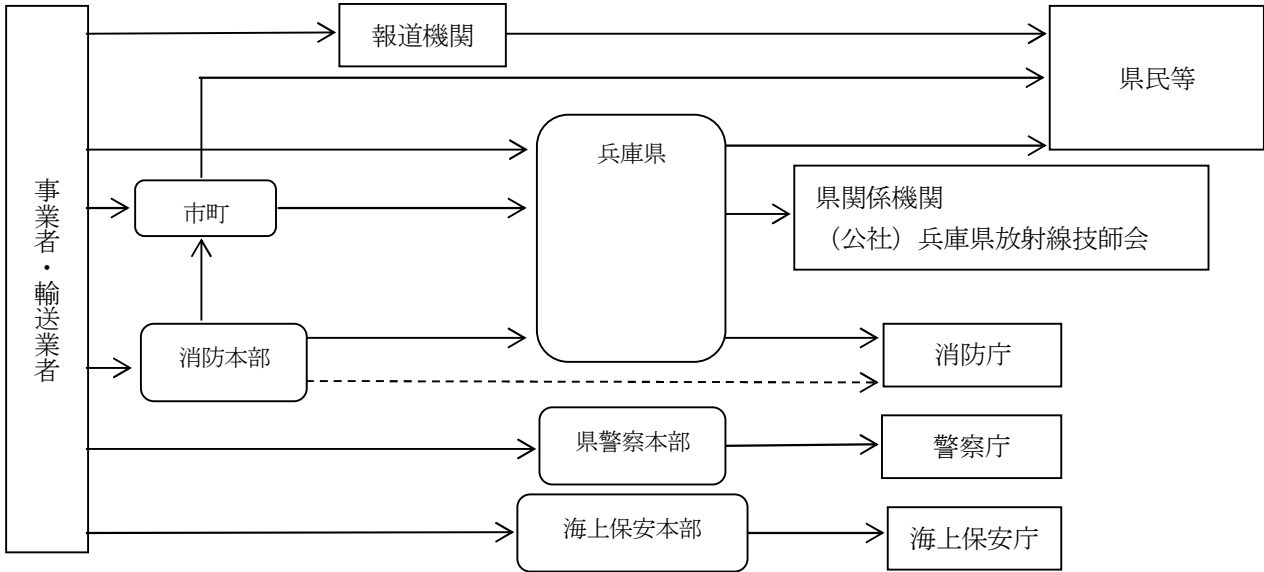 事業者・輸送業者
報道機関
県民等
兵庫県
市町
県関係機関
（公社）兵庫県放射線技師会
消防本部
消防庁
県警察本部
警察庁
海上保安本部
海上保安庁